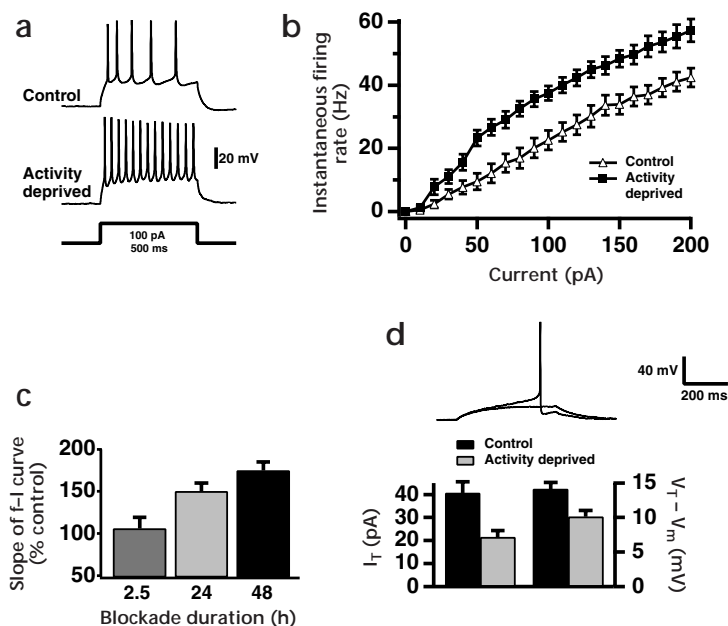 a
Control
Activity
deprived
20 mV
100 pA
500 ms
b
Instantaneous firing
rate (Hz)
60
40
20
0
Control
Activity
deprived
0
50
100
150
200
Current (pA)
c
Slope of f–I curve
(% control)
200
150
100
50
2.5
24
48
Blockade duration (h)
d
40 mV
200 ms
Control
Activity deprived
I_T (pA)
40
30
20
10
0
15
10
5
0
V_T – V_m (mV)